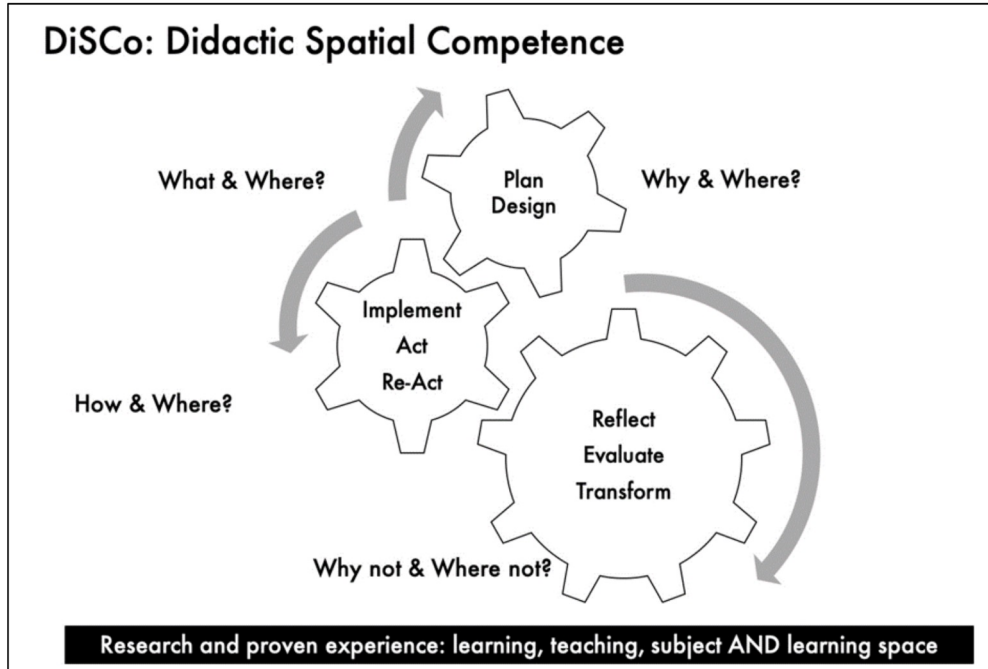 DiSCo: Didactic Spatial Competence
What & Where?
Plan
Design
Why & Where?
Implement
Act
Re-Act
How & Where?
Reflect
Evaluate
Transform
Why not & Where not?
Research and proven experience: learning, teaching, subject AND learning space